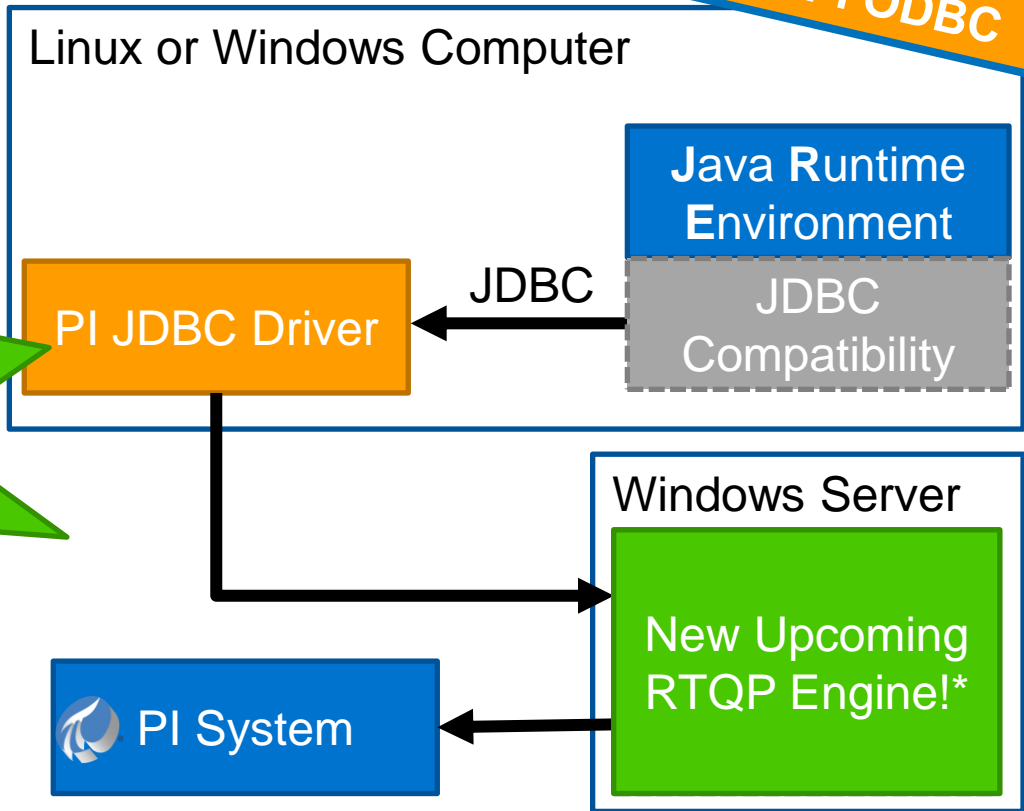 ODBC
Linux or Windows Computer
Java Runtime
Environment
JDBC
JDBC
Compatibility
PI JDBC Driver
Windows Server
New Upcoming
RTQP Engine!*
PI System